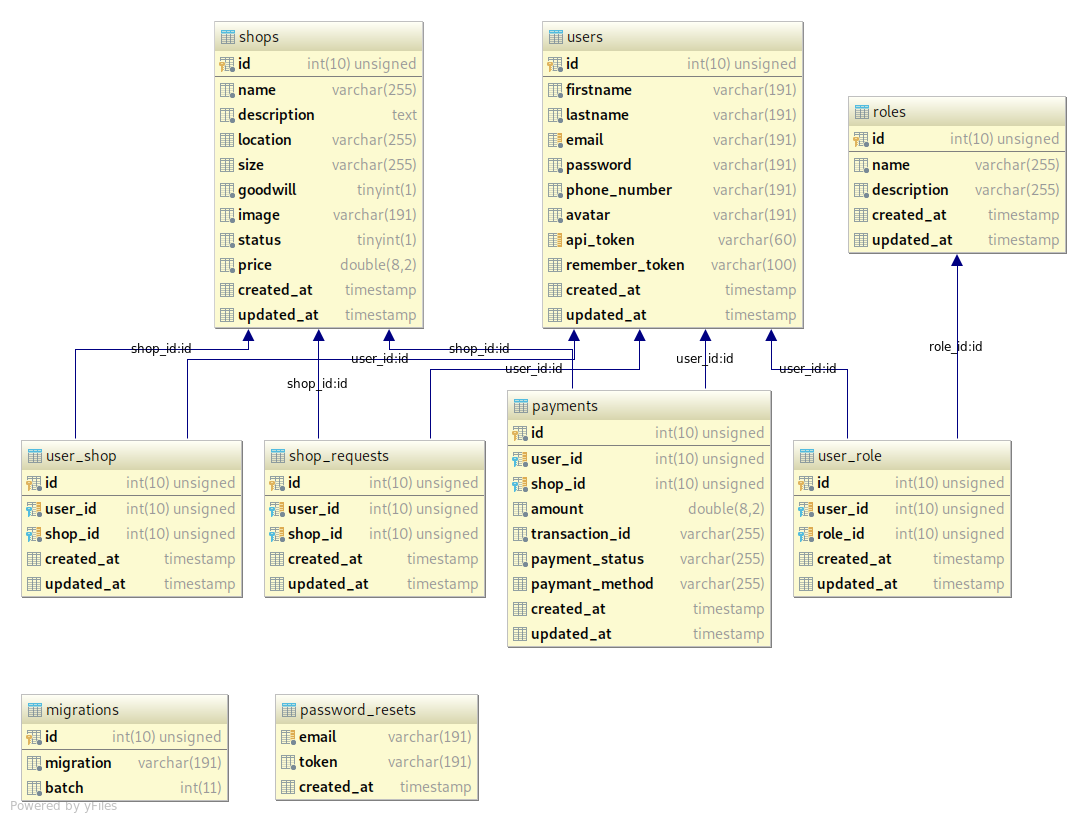 shops
id int(10) unsigned
name varchar(255)
description text
location varchar(255)
size varchar(255)
goodwill tinyint(1)
image varchar(191)
status tinyint(1)
price double(8,2)
created_at timestamp
updated_at timestamp
users
id int(10) unsigned
firstname varchar(191)
lastname varchar(191)
email varchar(191)
password varchar(191)
phone_number varchar(191)
avatar varchar(191)
api_token varchar(60)
remember_token varchar(100)
created_at timestamp
updated_at timestamp
roles
id int(10) unsigned
name varchar(255)
description varchar(255)
created_at timestamp
updated_at timestamp
shop_id:id
user_id:id
shop_id:id
shop_id:id
user_id:id
user_id:id
user_id:id
role_id:id
user_shop
id int(10) unsigned
user_id int(10) unsigned
shop_id int(10) unsigned
created_at timestamp
updated_at timestamp
shop_requests
id int(10) unsigned
user_id int(10) unsigned
shop_id int(10) unsigned
created_at timestamp
updated_at timestamp
payments
id int(10) unsigned
user_id int(10) unsigned
shop_id int(10) unsigned
amount double(8,2)
transaction_id varchar(255)
payment_status varchar(255)
paymant_method varchar(255)
created_at timestamp
updated_at timestamp
user_role
id int(10) unsigned
user_id int(10) unsigned
role_id int(10) unsigned
created_at timestamp
updated_at timestamp
migrations
id int(10) unsigned
migration varchar(191)
batch int(11)
password_resets
email varchar(191)
token varchar(191)
created_at timestamp
Powered by yFiles